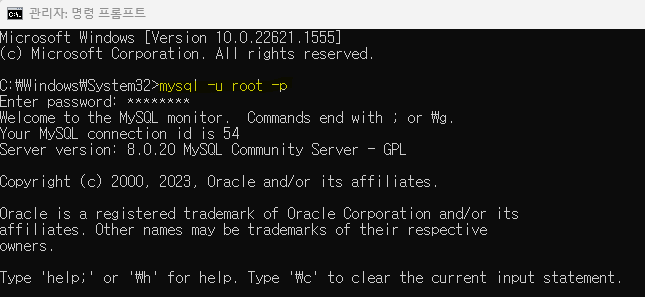 관리자: 명령 프롬프트
Microsoft Windows [Version 10.0.22621.1555]
(c) Microsoft Corporation. All rights reserved.
C:₩Windows₩System32>mysql -u root -p
Enter password: ********
Welcome to the MySQL monitor.  Commands end with ; or ₩g.
Your MySQL connection id is 54
Server version: 8.0.20 MySQL Community Server - GPL
Copyright (c) 2000, 2023, Oracle and/or its affiliates.
Oracle is a registered trademark of Oracle Corporation and/or its
affiliates. Other names may be trademarks of their respective
owners.
Type 'help;' or '₩h' for help. Type '₩c' to clear the current input statement.